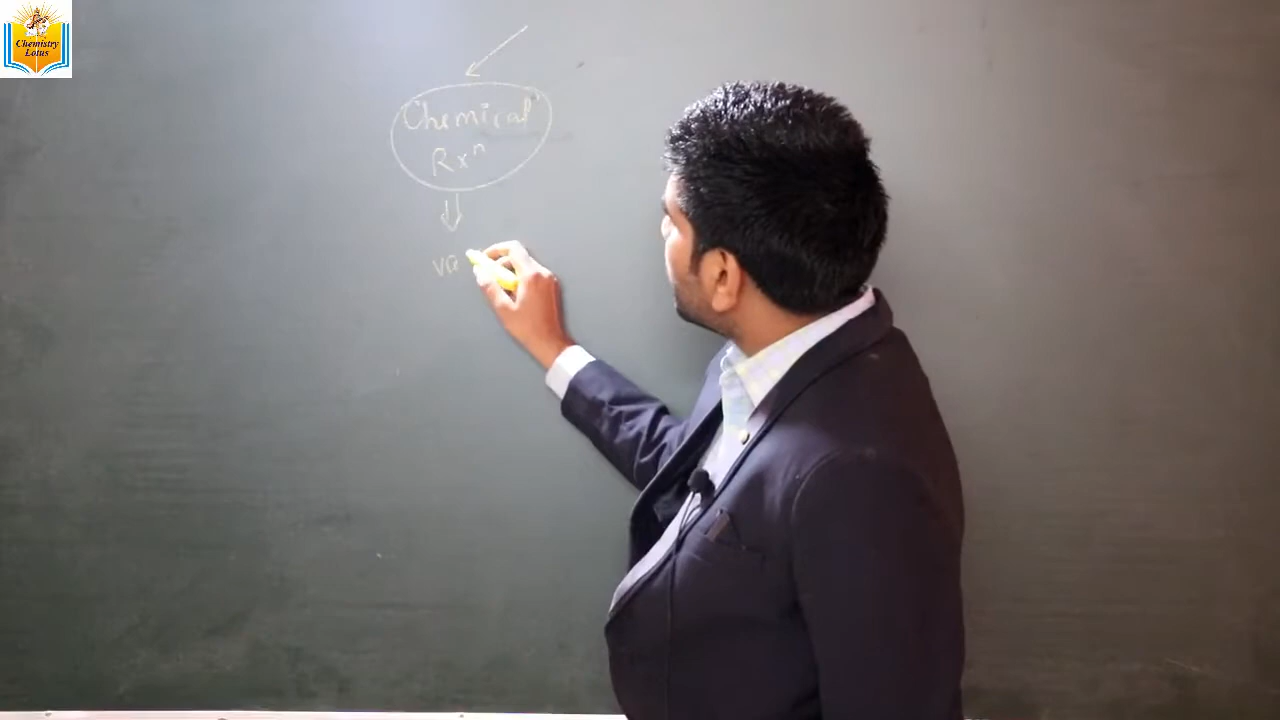 Chemistry
Lotus
Chemical
Rxⁿ
va